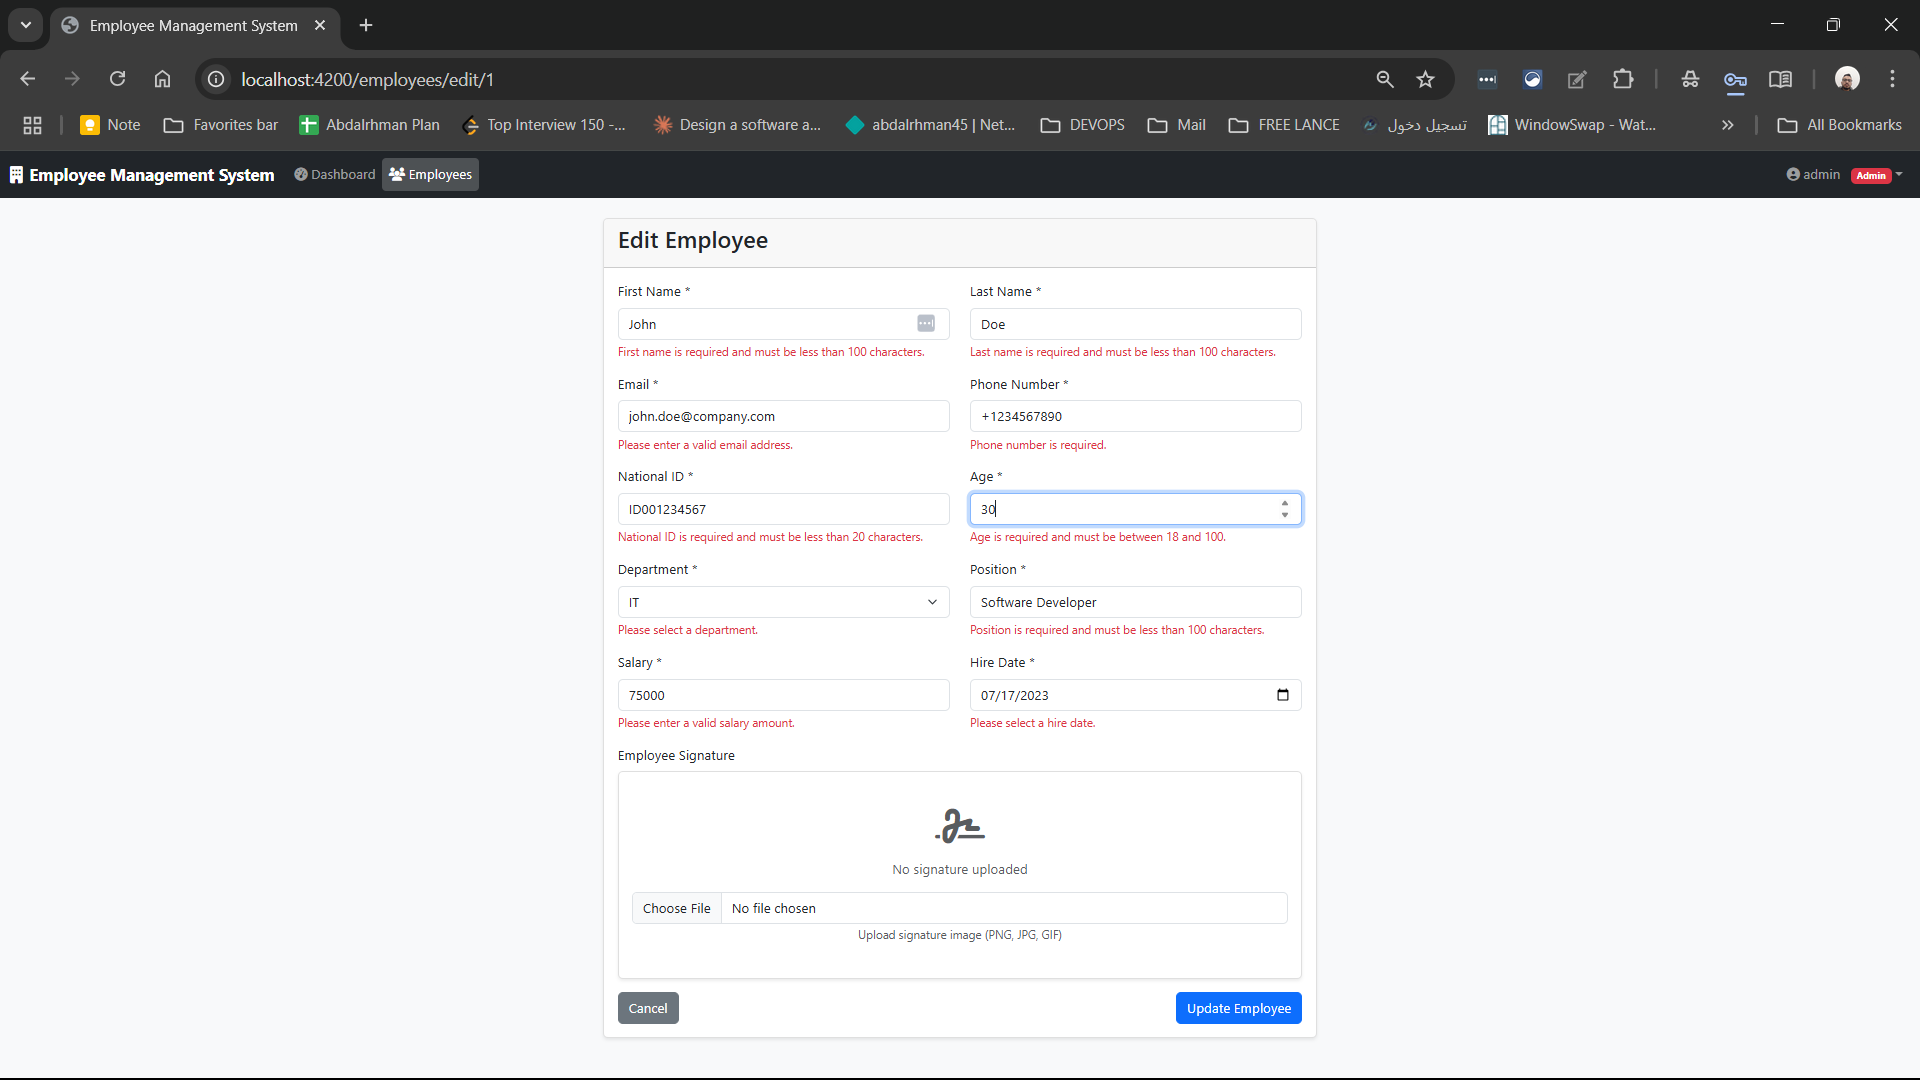 Employee Management System
localhost:4200/employees/edit/1
Note
Favorites bar
Abdalrhman Plan
Top Interview 150 -...
Design a software a...
abdalrhman45 | Net...
DEVOPS
Mail
FREE LANCE
تسجيل دخول
WindowSwap - Wat...
All Bookmarks
Employee Management System
Dashboard
Employees
admin
Admin
Edit Employee
First Name *
Last Name *
John
Doe
First name is required and must be less than 100 characters.
Last name is required and must be less than 100 characters.
Email *
Phone Number *
john.doe@company.com
+1234567890
Please enter a valid email address.
Phone number is required.
National ID *
Age *
ID001234567
30
National ID is required and must be less than 20 characters.
Age is required and must be between 18 and 100.
Department *
Position *
IT
Software Developer
Please select a department.
Position is required and must be less than 100 characters.
Salary *
Hire Date *
75000
07/17/2023
Please enter a valid salary amount.
Please select a hire date.
Employee Signature
No signature uploaded
Choose File
No file chosen
Upload signature image (PNG, JPG, GIF)
Cancel
Update Employee